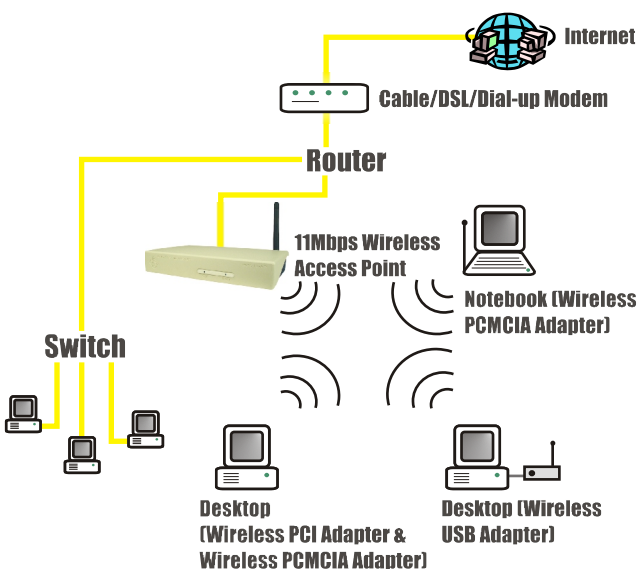 Internet
Cable/DSL/Dial-up Modem
Router
11Mbps Wireless
Access Point
Notebook (Wireless
PCMCIA Adapter)
Switch
Desktop
(Wireless PCI Adapter &
Wireless PCMCIA Adapter)
Desktop (Wireless
USB Adapter)